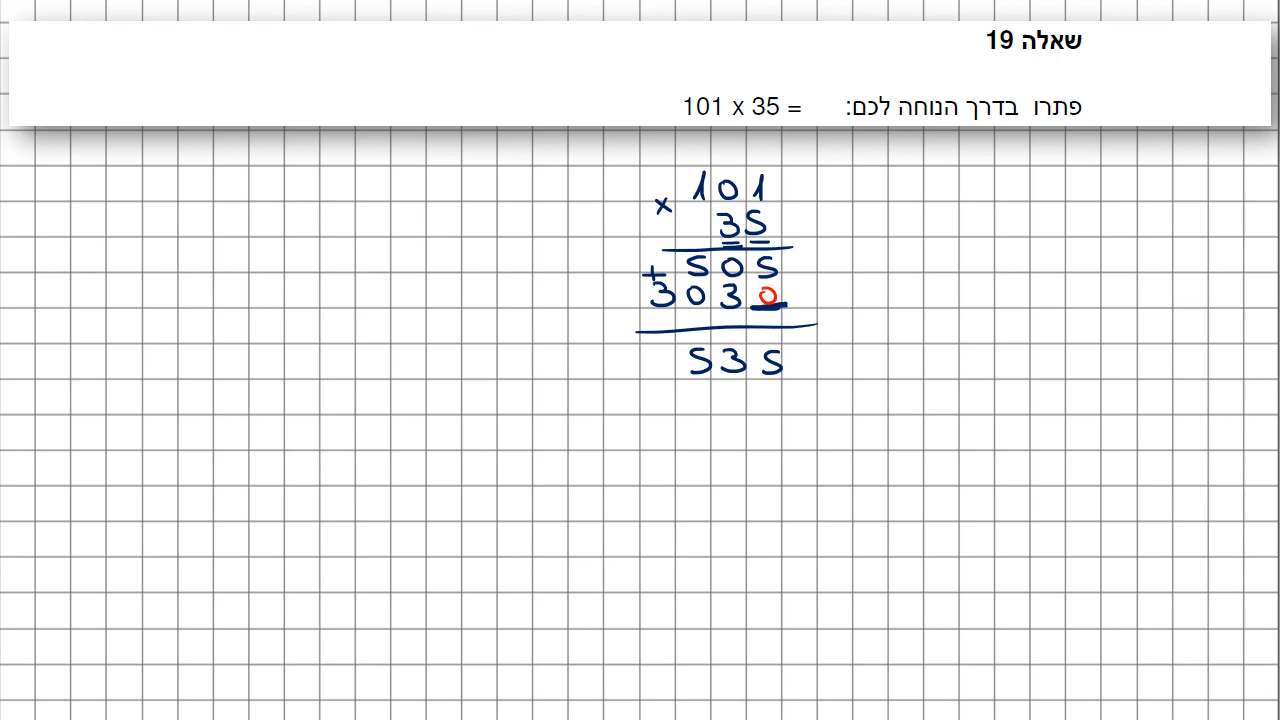 שאלה 19
פתרו בדרך הנוחה לכם: 101 x 35 =
101
x 35
+ 505
3030
535